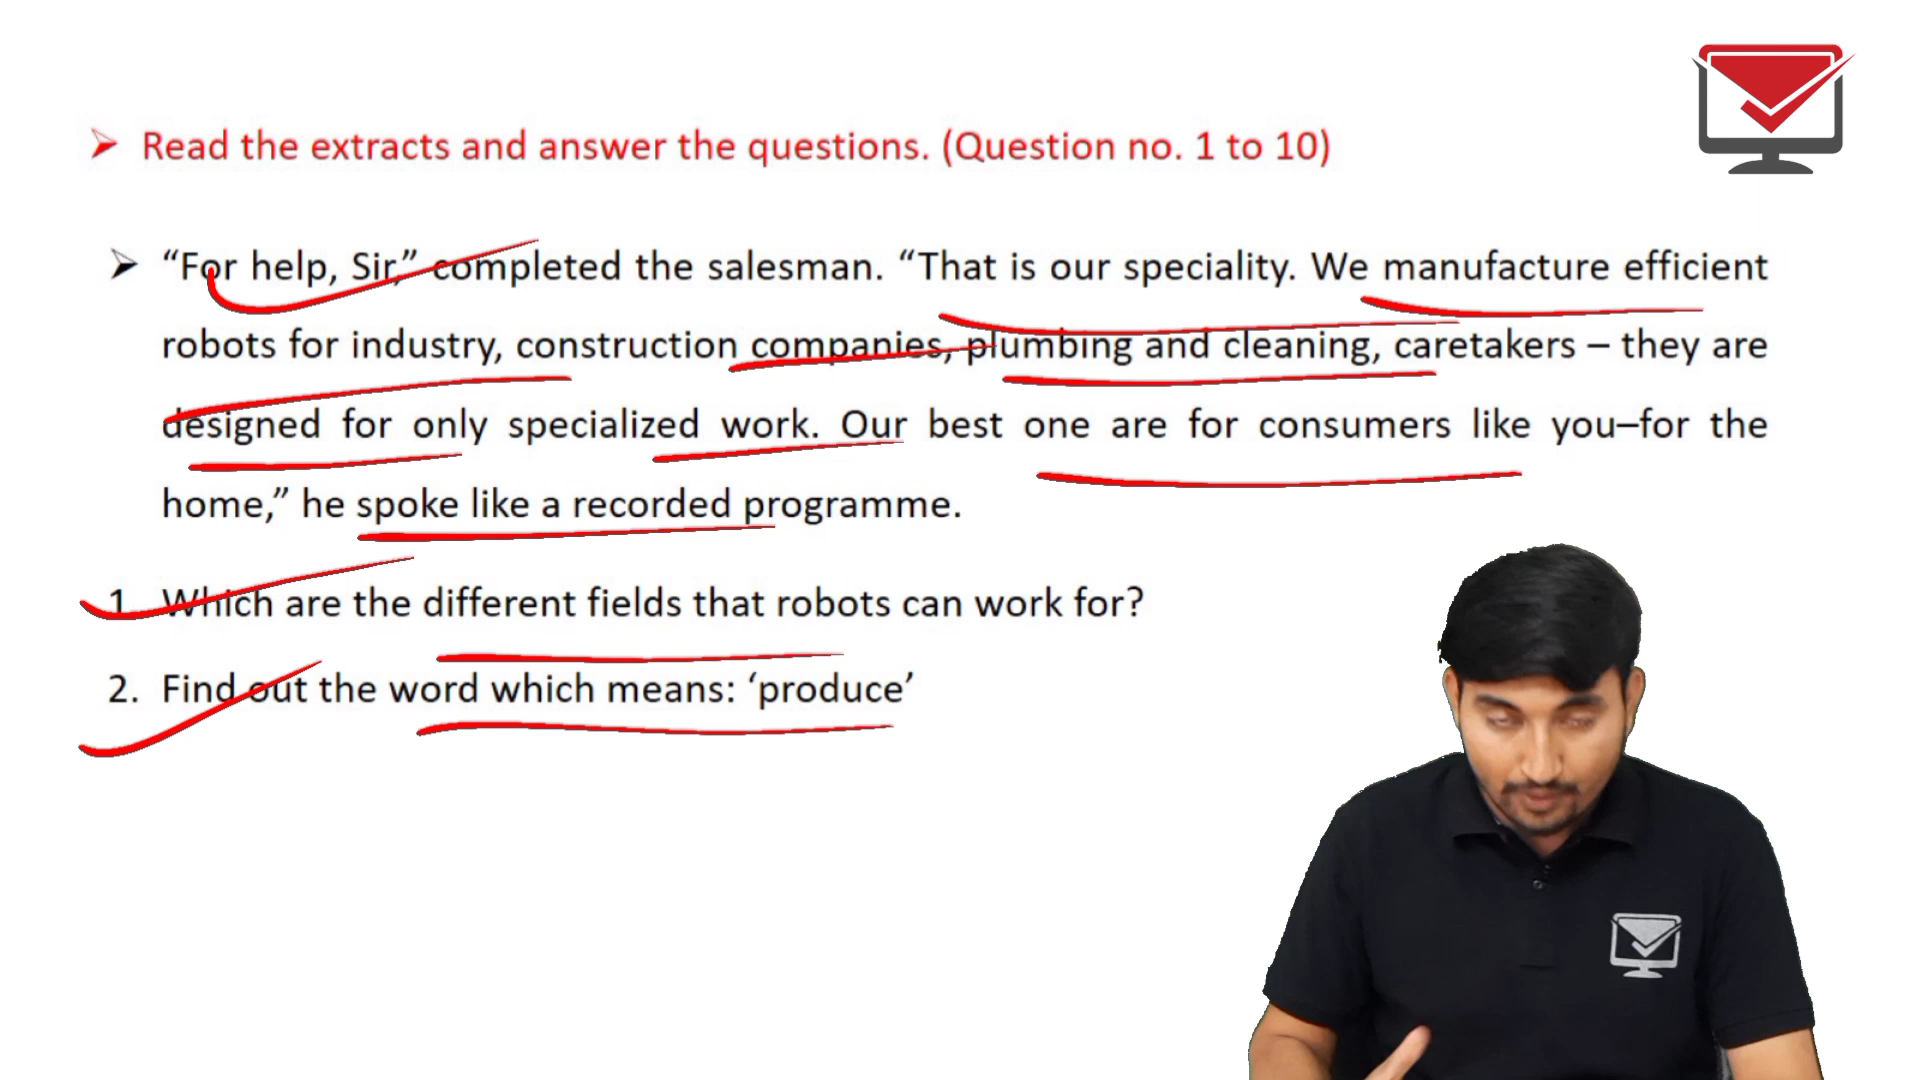 Read the extracts and answer the questions. (Question no. 1 to 10)
“For help, Sir,” completed the salesman. “That is our speciality. We manufacture efficient
robots for industry, construction companies, plumbing and cleaning, caretakers – they are
designed for only specialized work. Our best one are for consumers like you–for the
home,” he spoke like a recorded programme.
1. Which are the different fields that robots can work for?
2. Find out the word which means: ‘produce’